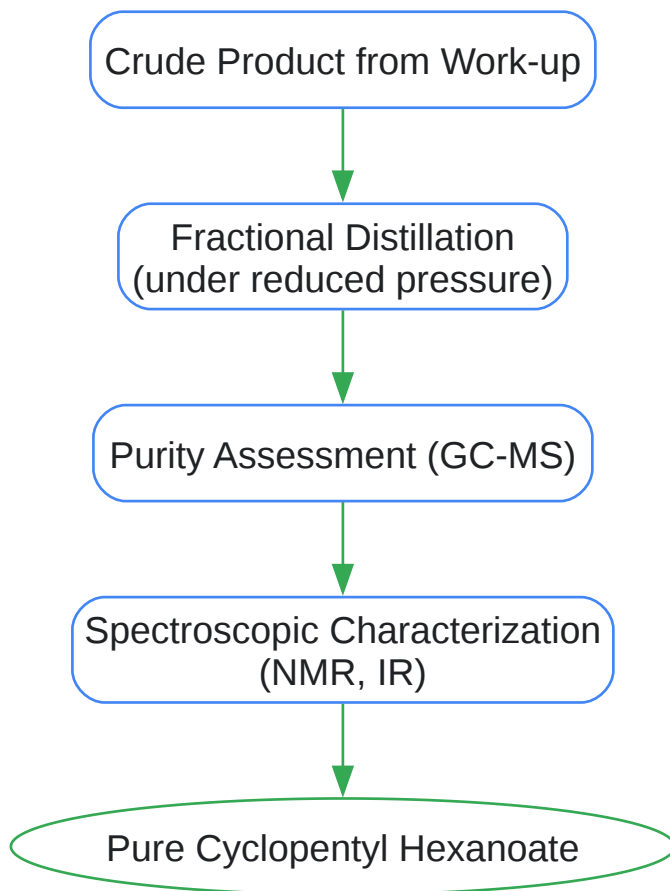 Crude Product from Work-up
Fractional Distillation
(under reduced pressure)
Purity Assessment (GC-MS)
Spectroscopic Characterization
(NMR, IR)
Pure Cyclopentyl Hexanoate